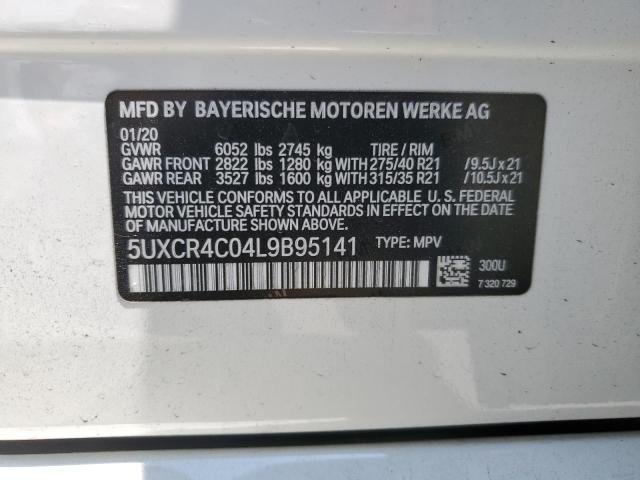 MFD BY BAYERISCHE MOTOREN WERKE AG
01/20
GVWR 6052 lbs 2745 kg TIRE / RIM
GAWR FRONT 2822 lbs 1280 kg WITH 275/40 R21 /9.5J x 21
GAWR REAR 3527 lbs 1600 kg WITH 315/35 R21 /10.5J x 21
THIS VEHICLE CONFORMS TO ALL APPLICABLE U. S. FEDERAL
MOTOR VEHICLE SAFETY STANDARDS IN EFFECT ON THE DATE
OF MANUFACTURE SHOWN ABOVE.
5UXCR4C04L9B95141 TYPE: MPV
300U
7 320 729